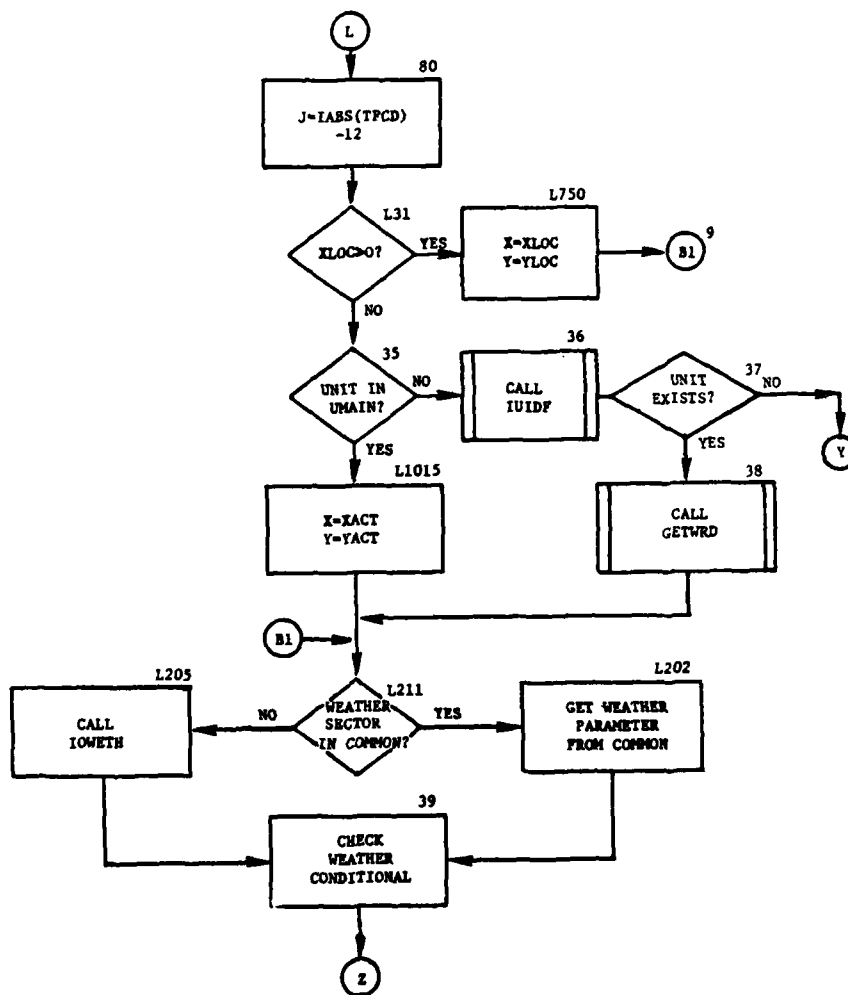 L
80
J=IABS(TPCD)
-12
L31
XLOC>0?
YES
L750
X=XLOC
Y=YLOC
B1
9
NO
35
UNIT IN
UMAIN?
NO
36
CALL
IUIDF
37
UNIT
EXISTS?
NO
Y
YES
YES
L1015
X=XACT
Y=YACT
38
CALL
GETWRD
B1
L205
CALL
IOWETH
NO
L211
WEATHER
SECTOR
IN COMMON?
YES
L202
GET WEATHER
PARAMETER
FROM COMMON
39
CHECK
WEATHER
CONDITIONAL
Z